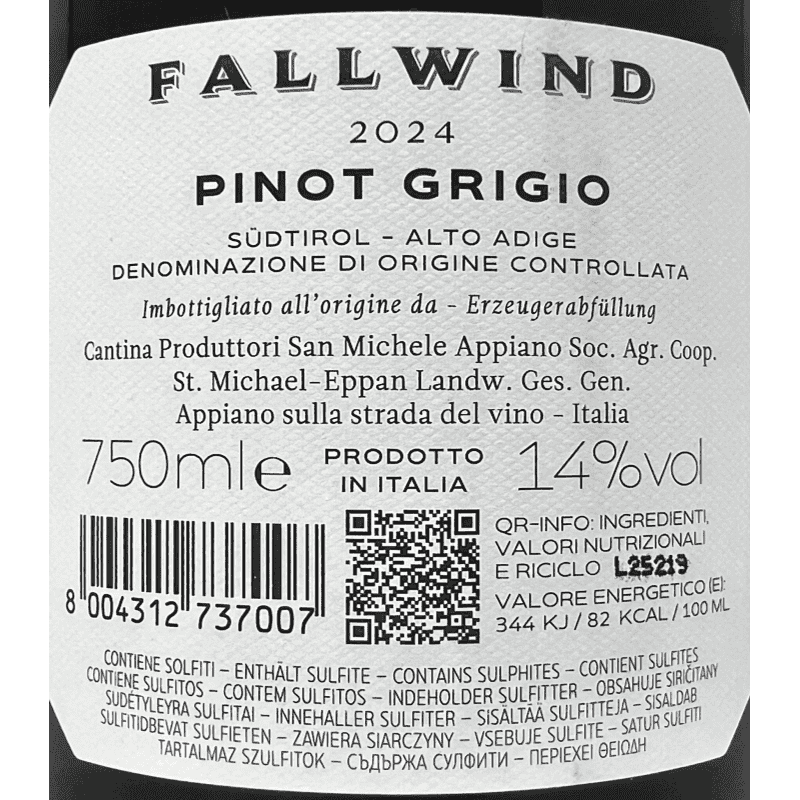 FALLWIND
2024
PINOT GRIGIO
SÜDTIROL – ALTO ADIGE
DENOMINAZIONE DI ORIGINE CONTROLLATA
Imbottigliato all'origine da – Erzeugerabfüllung
Cantina Produttori San Michele Appiano Soc. Agr. Coop.
St. Michael-Eppan Landw. Ges. Gen.
Appiano sulla strada del vino – Italia
750ml e
PRODOTTO
IN ITALIA
14%vol
8 004312 737007
QR-INFO: INGREDIENTI,
VALORI NUTRIZIONALI
E RICICLO L25219
VALORE ENERGETICO (E):
344 KJ / 82 KCAL / 100 ML
CONTIENE SOLFITI – ENTHÄLT SULFITE – CONTAINS SULPHITES – CONTIENT SULFITES
CONTIENE SULFITOS – CONTEM SULFITOS – INDEHOLDER SULFITTER – OBSAHUJE SIRIČITANY
SUDĖTYLEYRA SULFITAI – INNEHALLER SULFITER – SISÄLTÄÄ SULFITTEJA – SISALDAB
SULFITIDBEVAT SULFIETEN – ZAWIERA SIARCZYNY – VSEBUJE SULFITE – SATUR SULFITI
TARTALMAZ SZULFITOK – СЪДЪРЖА СУЛФИТИ – ΠΕΡΙΕΧΕΙ ΘΕΙΩΔΗ